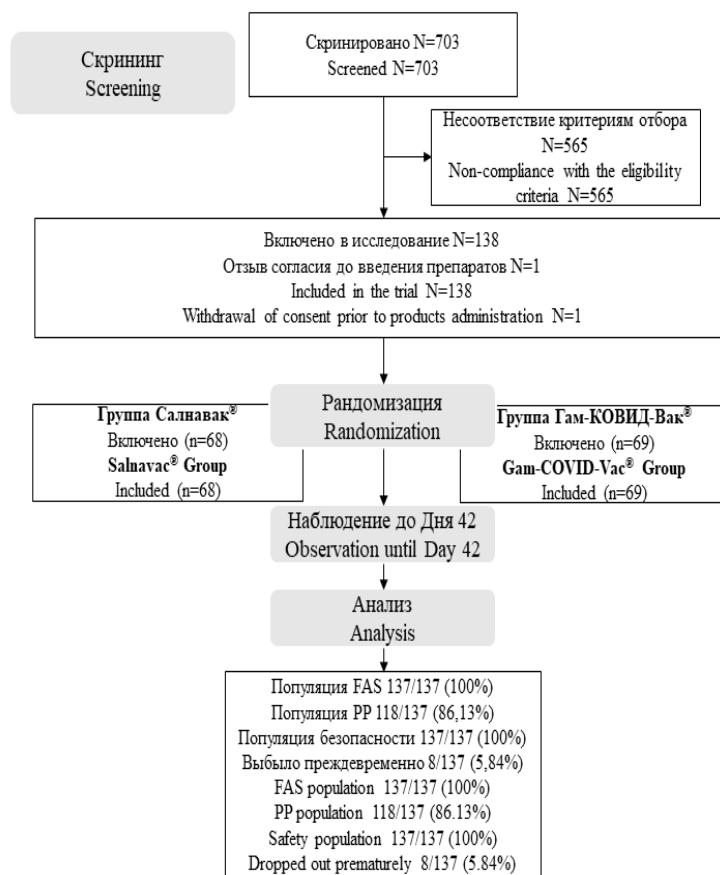 Скрининг
Screening
Скринировано N=703
Screened N=703
Несоответствие критериям отбора
N=565
Non-compliance with the eligibility
criteria N=565
Включено в исследование N=138
Отзыв согласия до введения препаратов N=1
Included in the trial N=138
Withdrawal of consent prior to products administration N=1
Рандомизация
Randomization
Группа Салнавак®
Включено (n=68)
Salnavac® Group
Included (n=68)
Группа Гам-КОВИД-Вак®
Включено (n=69)
Gam-COVID-Vac® Group
Included (n=69)
Наблюдение до Дня 42
Observation until Day 42
Анализ
Analysis
Популяция FAS 137/137 (100%)
Популяция PP 118/137 (86,13%)
Популяция безопасности 137/137 (100%)
Выбыло преждевременно 8/137 (5,84%)
FAS population 137/137 (100%)
PP population 118/137 (86.13%)
Safety population 137/137 (100%)
Dropped out prematurely 8/137 (5.84%)